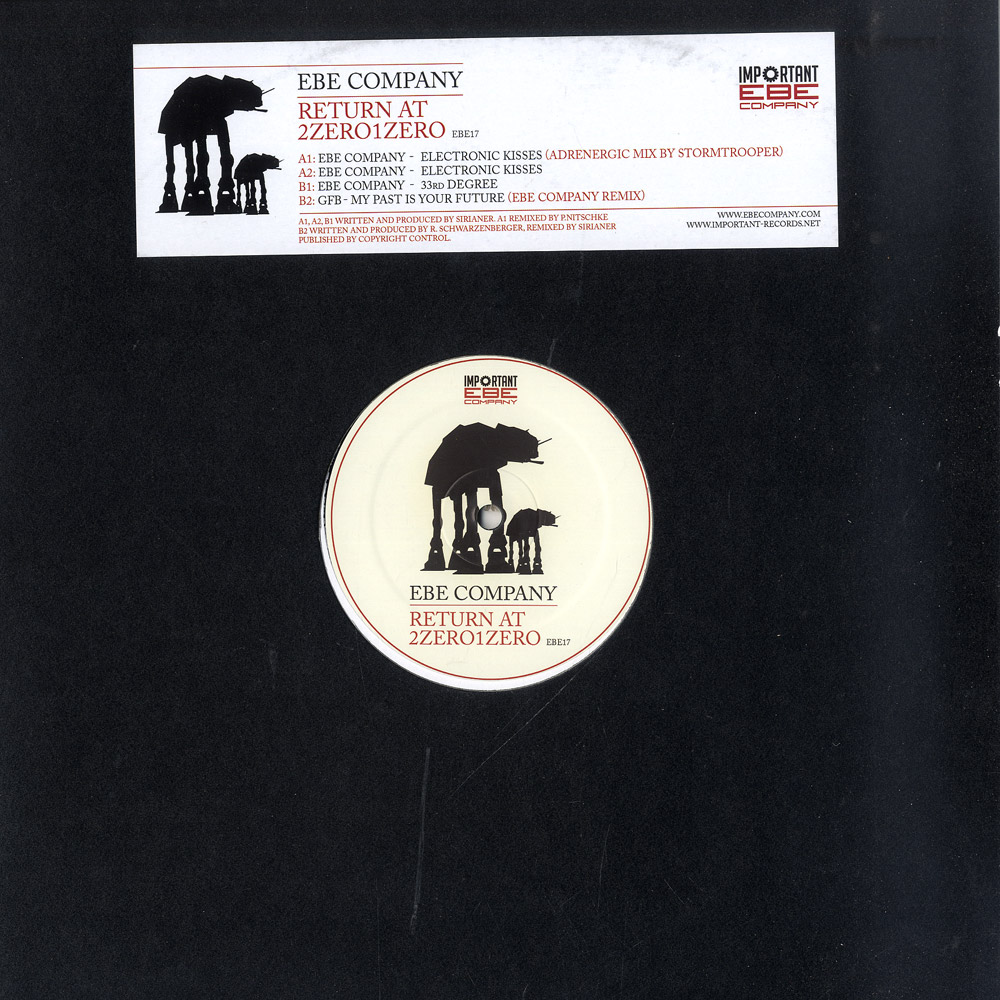 EBE COMPANY
RETURN AT
2ZERO1ZERO EBE17
A1: EBE COMPANY - ELECTRONIC KISSES (ADRENERGIC MIX BY STORMTROOPER)
A2: EBE COMPANY - ELECTRONIC KISSES
B1: EBE COMPANY - 33RD DEGREE
B2: GFB - MY PAST IS YOUR FUTURE (EBE COMPANY REMIX)
A1, A2, B1 WRITTEN AND PRODUCED BY SIRIANER. A1 REMIXED BY P.NITSCHKE
B2 WRITTEN AND PRODUCED BY R. SCHWARZENBERGER, REMIXED BY SIRIANER
PUBLISHED BY COPYRIGHT CONTROL.
IMPORTANT
EBE
COMPANY
WWW.EBECOMPANY.COM
WWW.IMPORTANT-RECORDS.NET
IMPORTANT
EBE
COMPANY
EBE COMPANY
RETURN AT
2ZERO1ZERO EBE17